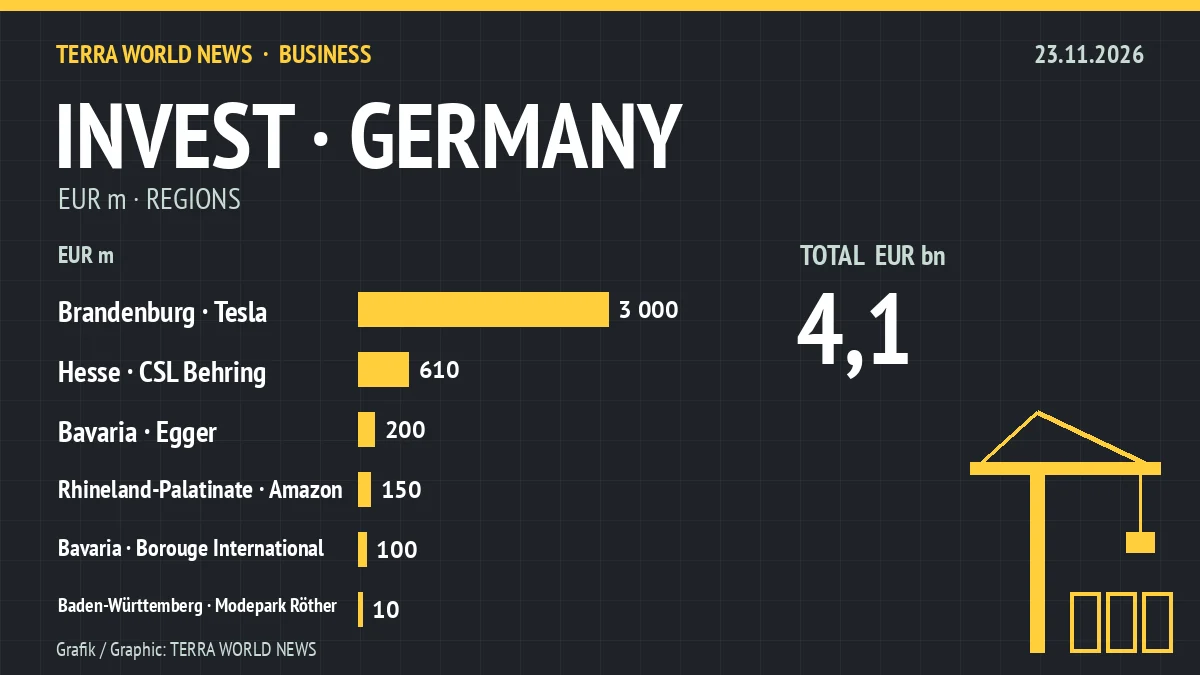 TERRA WORLD NEWS · BUSINESS
23.11.2026
INVEST · GERMANY
EUR m · REGIONS
EUR m
TOTAL EUR bn
4,1
Brandenburg · Tesla 3 000
Hesse · CSL Behring 610
Bavaria · Egger 200
Rhineland-Palatinate · Amazon 150
Bavaria · Borouge International 100
Baden-Württemberg · Modepark Röther 10
Grafik / Graphic: TERRA WORLD NEWS